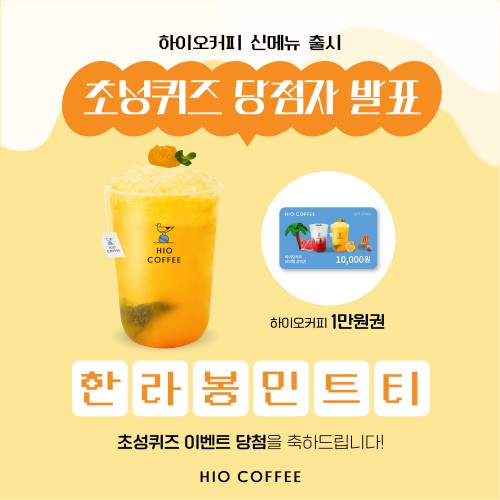 하이오커피 신메뉴 출시
초성퀴즈 당첨자 발표
HIO
COFFEE
HIO
COFFEE
HIO COFFEE
10,000원
하이오커피 1만원권
한라봉민트티
초성퀴즈 이벤트 당첨을 축하드립니다!
HIO COFFEE